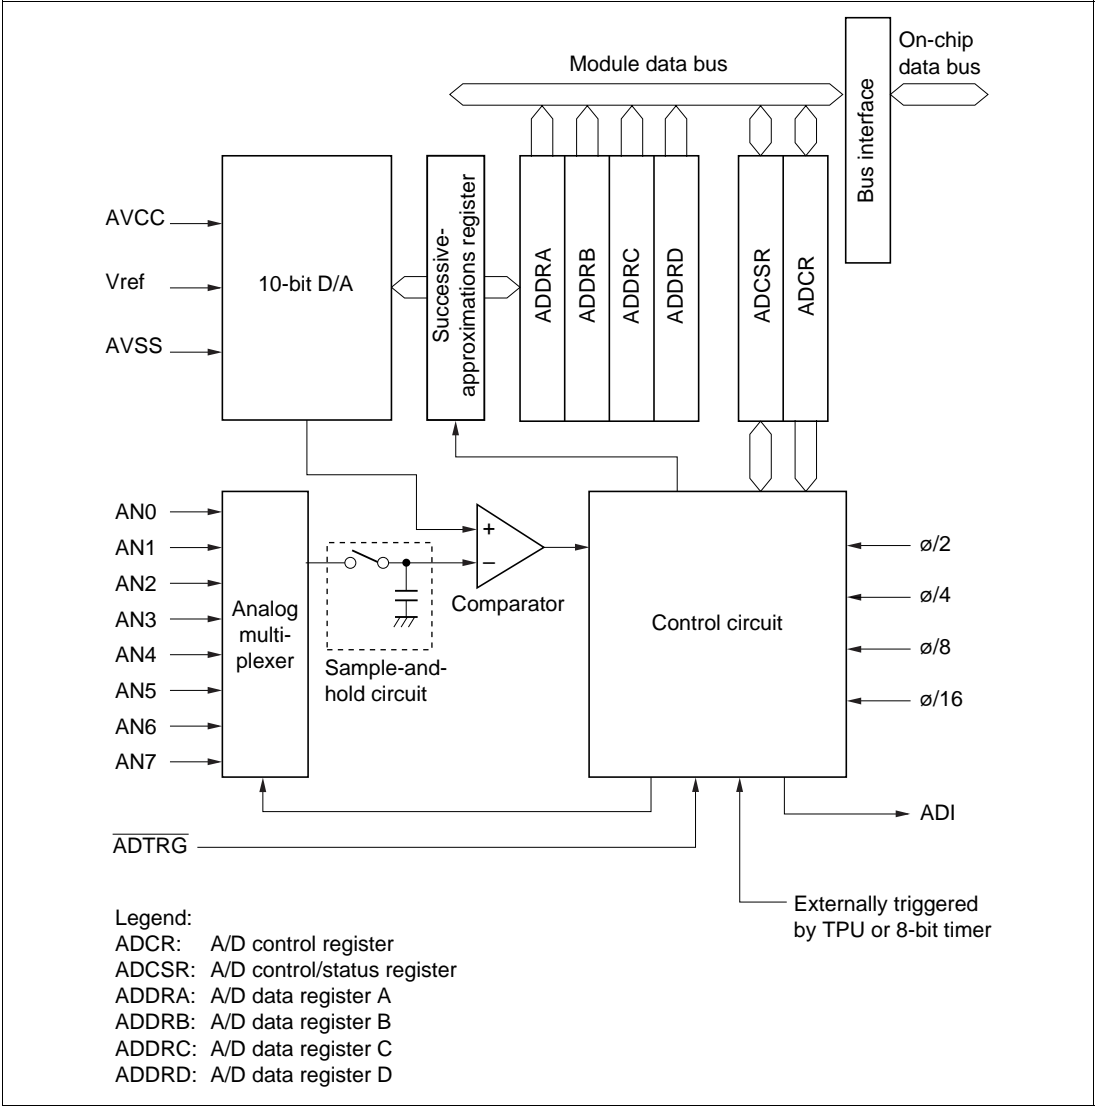 Module data bus
On-chip
data bus
Bus interface
AVCC
Vref
AVSS
10-bit D/A
Successive-
approximations register
ADDRA
ADDRB
ADDRC
ADDRD
ADCSR
ADCR
AN0
AN1
AN2
AN3
AN4
AN5
AN6
AN7
Analog
multi-
plexer
Sample-and-
hold circuit
+
−
Comparator
Control circuit
ø/2
ø/4
ø/8
ø/16
ADI
ADTRG
Externally triggered
by TPU or 8-bit timer
Legend:
ADCR: A/D control register
ADCSR: A/D control/status register
ADDRA: A/D data register A
ADDRB: A/D data register B
ADDRC: A/D data register C
ADDRD: A/D data register D